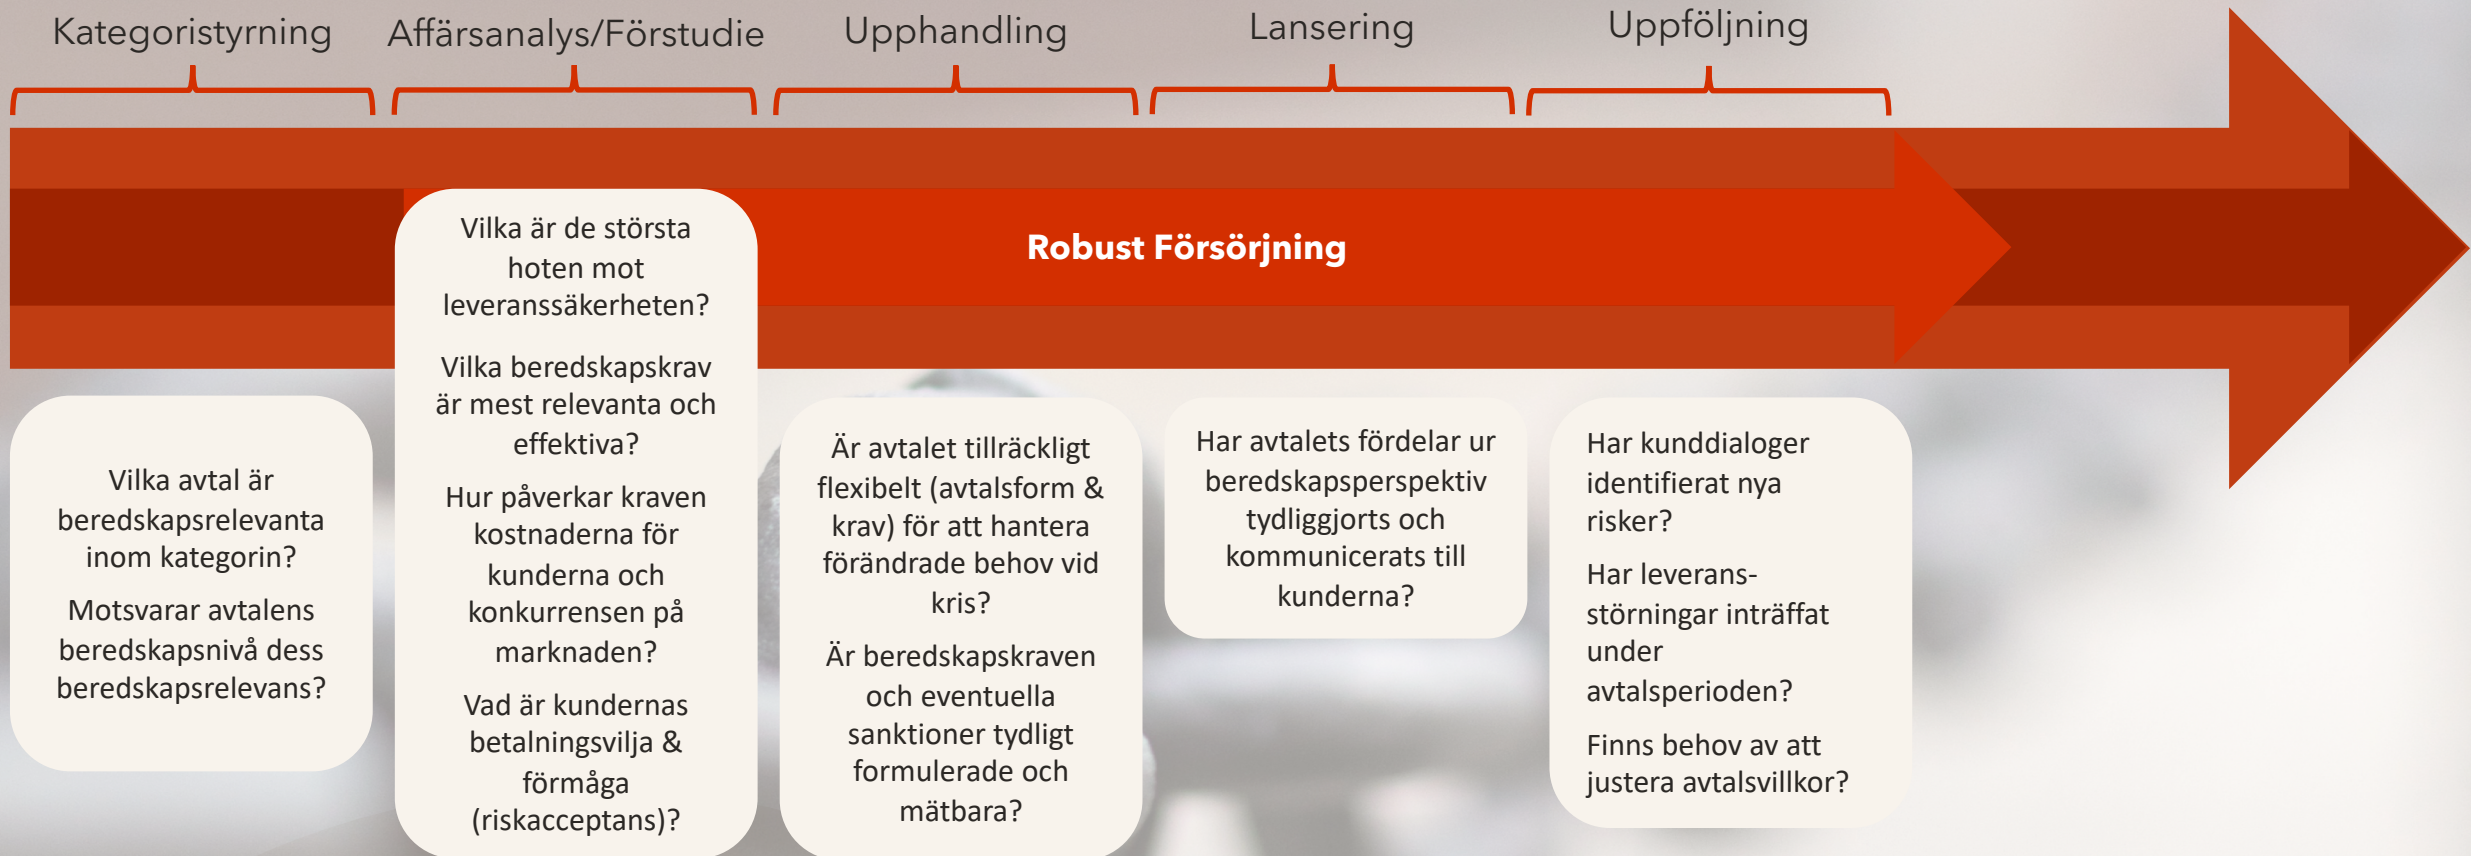 Kategoristyrning
Affärsanalys/Förstudie
Upphandling
Lansering
Uppföljning
Robust Försörjning
Vilka avtal är
beredskapsrelevanta
inom kategorin?
Motsvarar avtalens
beredskapsnivå dess
beredskapsrelevans?
Vilka är de största
hoten mot
leveranssäkerheten?
Vilka beredskapskrav
är mest relevanta och
effektiva?
Hur påverkar kraven
kostnaderna för
kunderna och
konkurrensen på
marknaden?
Vad är kundernas
betalningsvilja &
förmåga
(riskacceptans)?
Är avtalet tillräckligt
flexibelt (avtalsform &
krav) för att hantera
förändrade behov vid
kris?
Är beredskapskraven
och eventuella
sanktioner tydligt
formulerade och
mätbara?
Har avtalets fördelar ur
beredskapsperspektiv
tydliggjorts och
kommunicerats till
kunderna?
Har kunddialoger
identifierat nya
risker?
Har leverans-
störningar inträffat
under
avtalsperioden?
Finns behov av att
justera avtalsvillkor?